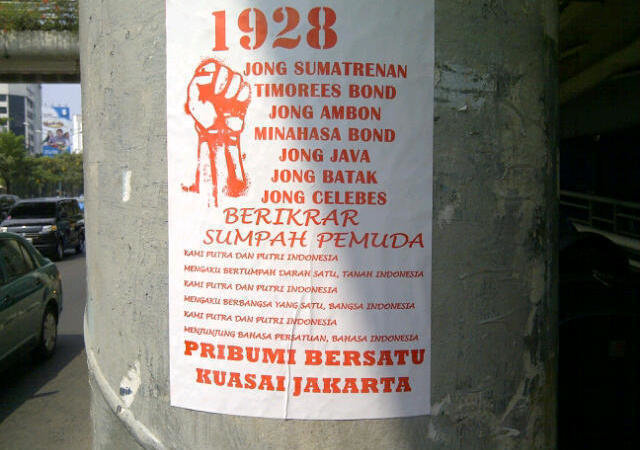 1928
JONG SUMATRENAN
TIMOREES BOND
JONG AMBON
MINAHASA BOND
JONG JAVA
JONG BATAK
JONG CELEBES
BERIKRAR
SUMPAH PEMUDA
KAMI PUTRA DAN PUTRI INDONESIA
MENGAKU BERTUMPAH DARAH SATU, TANAH INDONESIA
KAMI PUTRA DAN PUTRI INDONESIA
MENGAKU BERBANGSA YANG SATU, BANGSA INDONESIA
KAMI PUTRA DAN PUTRI INDONESIA
MENJUNJUNG BAHASA PERSATUAN, BAHASA INDONESIA
PRIBUMI BERSATU
KUASAI JAKARTA